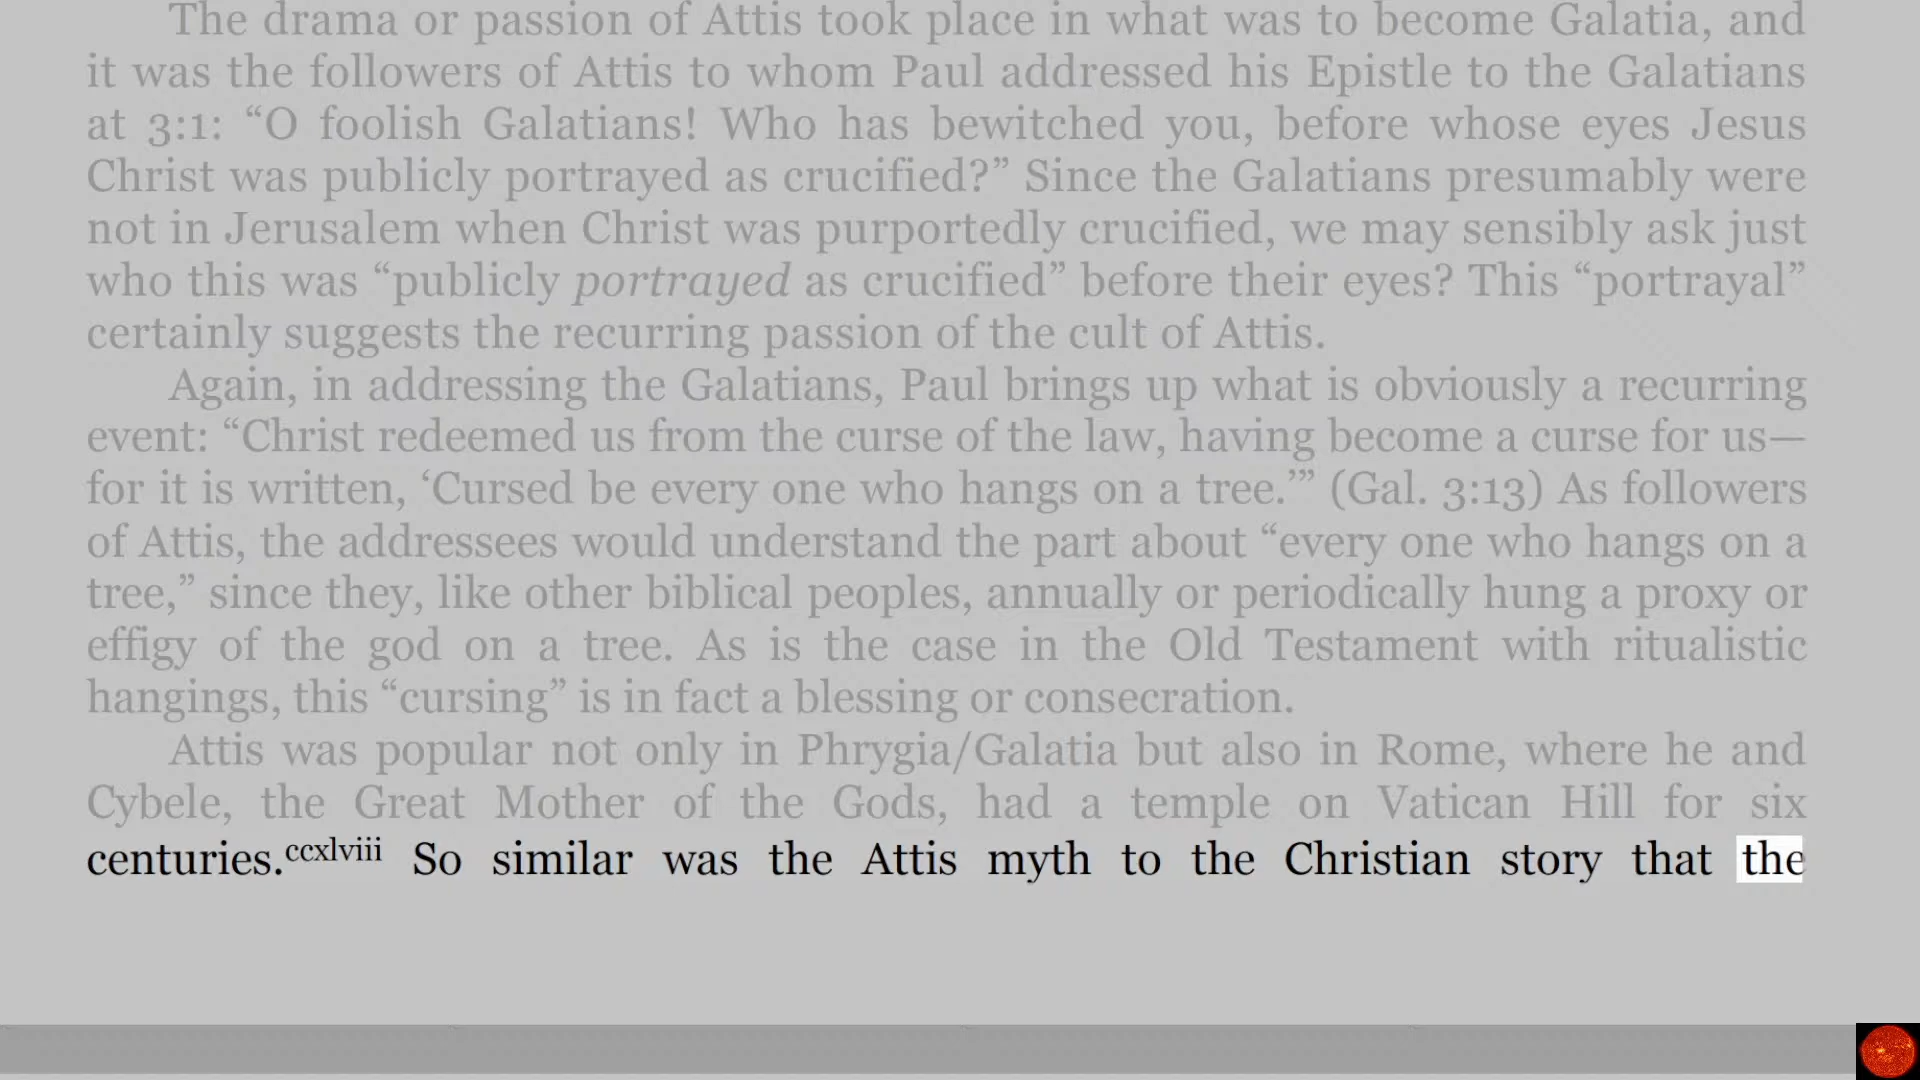 The drama or passion of Attis took place in what was to become Galatia, and
it was the followers of Attis to whom Paul addressed his Epistle to the Galatians
at 3:1: “O foolish Galatians! Who has bewitched you, before whose eyes Jesus
Christ was publicly portrayed as crucified?” Since the Galatians presumably were
not in Jerusalem when Christ was purportedly crucified, we may sensibly ask just
who this was “publicly portrayed as crucified” before their eyes? This “portrayal”
certainly suggests the recurring passion of the cult of Attis.
Again, in addressing the Galatians, Paul brings up what is obviously a recurring
event: “Christ redeemed us from the curse of the law, having become a curse for us—
for it is written, ‘Cursed be every one who hangs on a tree.’” (Gal. 3:13) As followers
of Attis, the addressees would understand the part about “every one who hangs on a
tree,” since they, like other biblical peoples, annually or periodically hung a proxy or
effigy of the god on a tree. As is the case in the Old Testament with ritualistic
hangings, this “cursing” is in fact a blessing or consecration.
Attis was popular not only in Phrygia/Galatia but also in Rome, where he and
Cybele, the Great Mother of the Gods, had a temple on Vatican Hill for six
centuries.ccxlviii So similar was the Attis myth to the Christian story that the